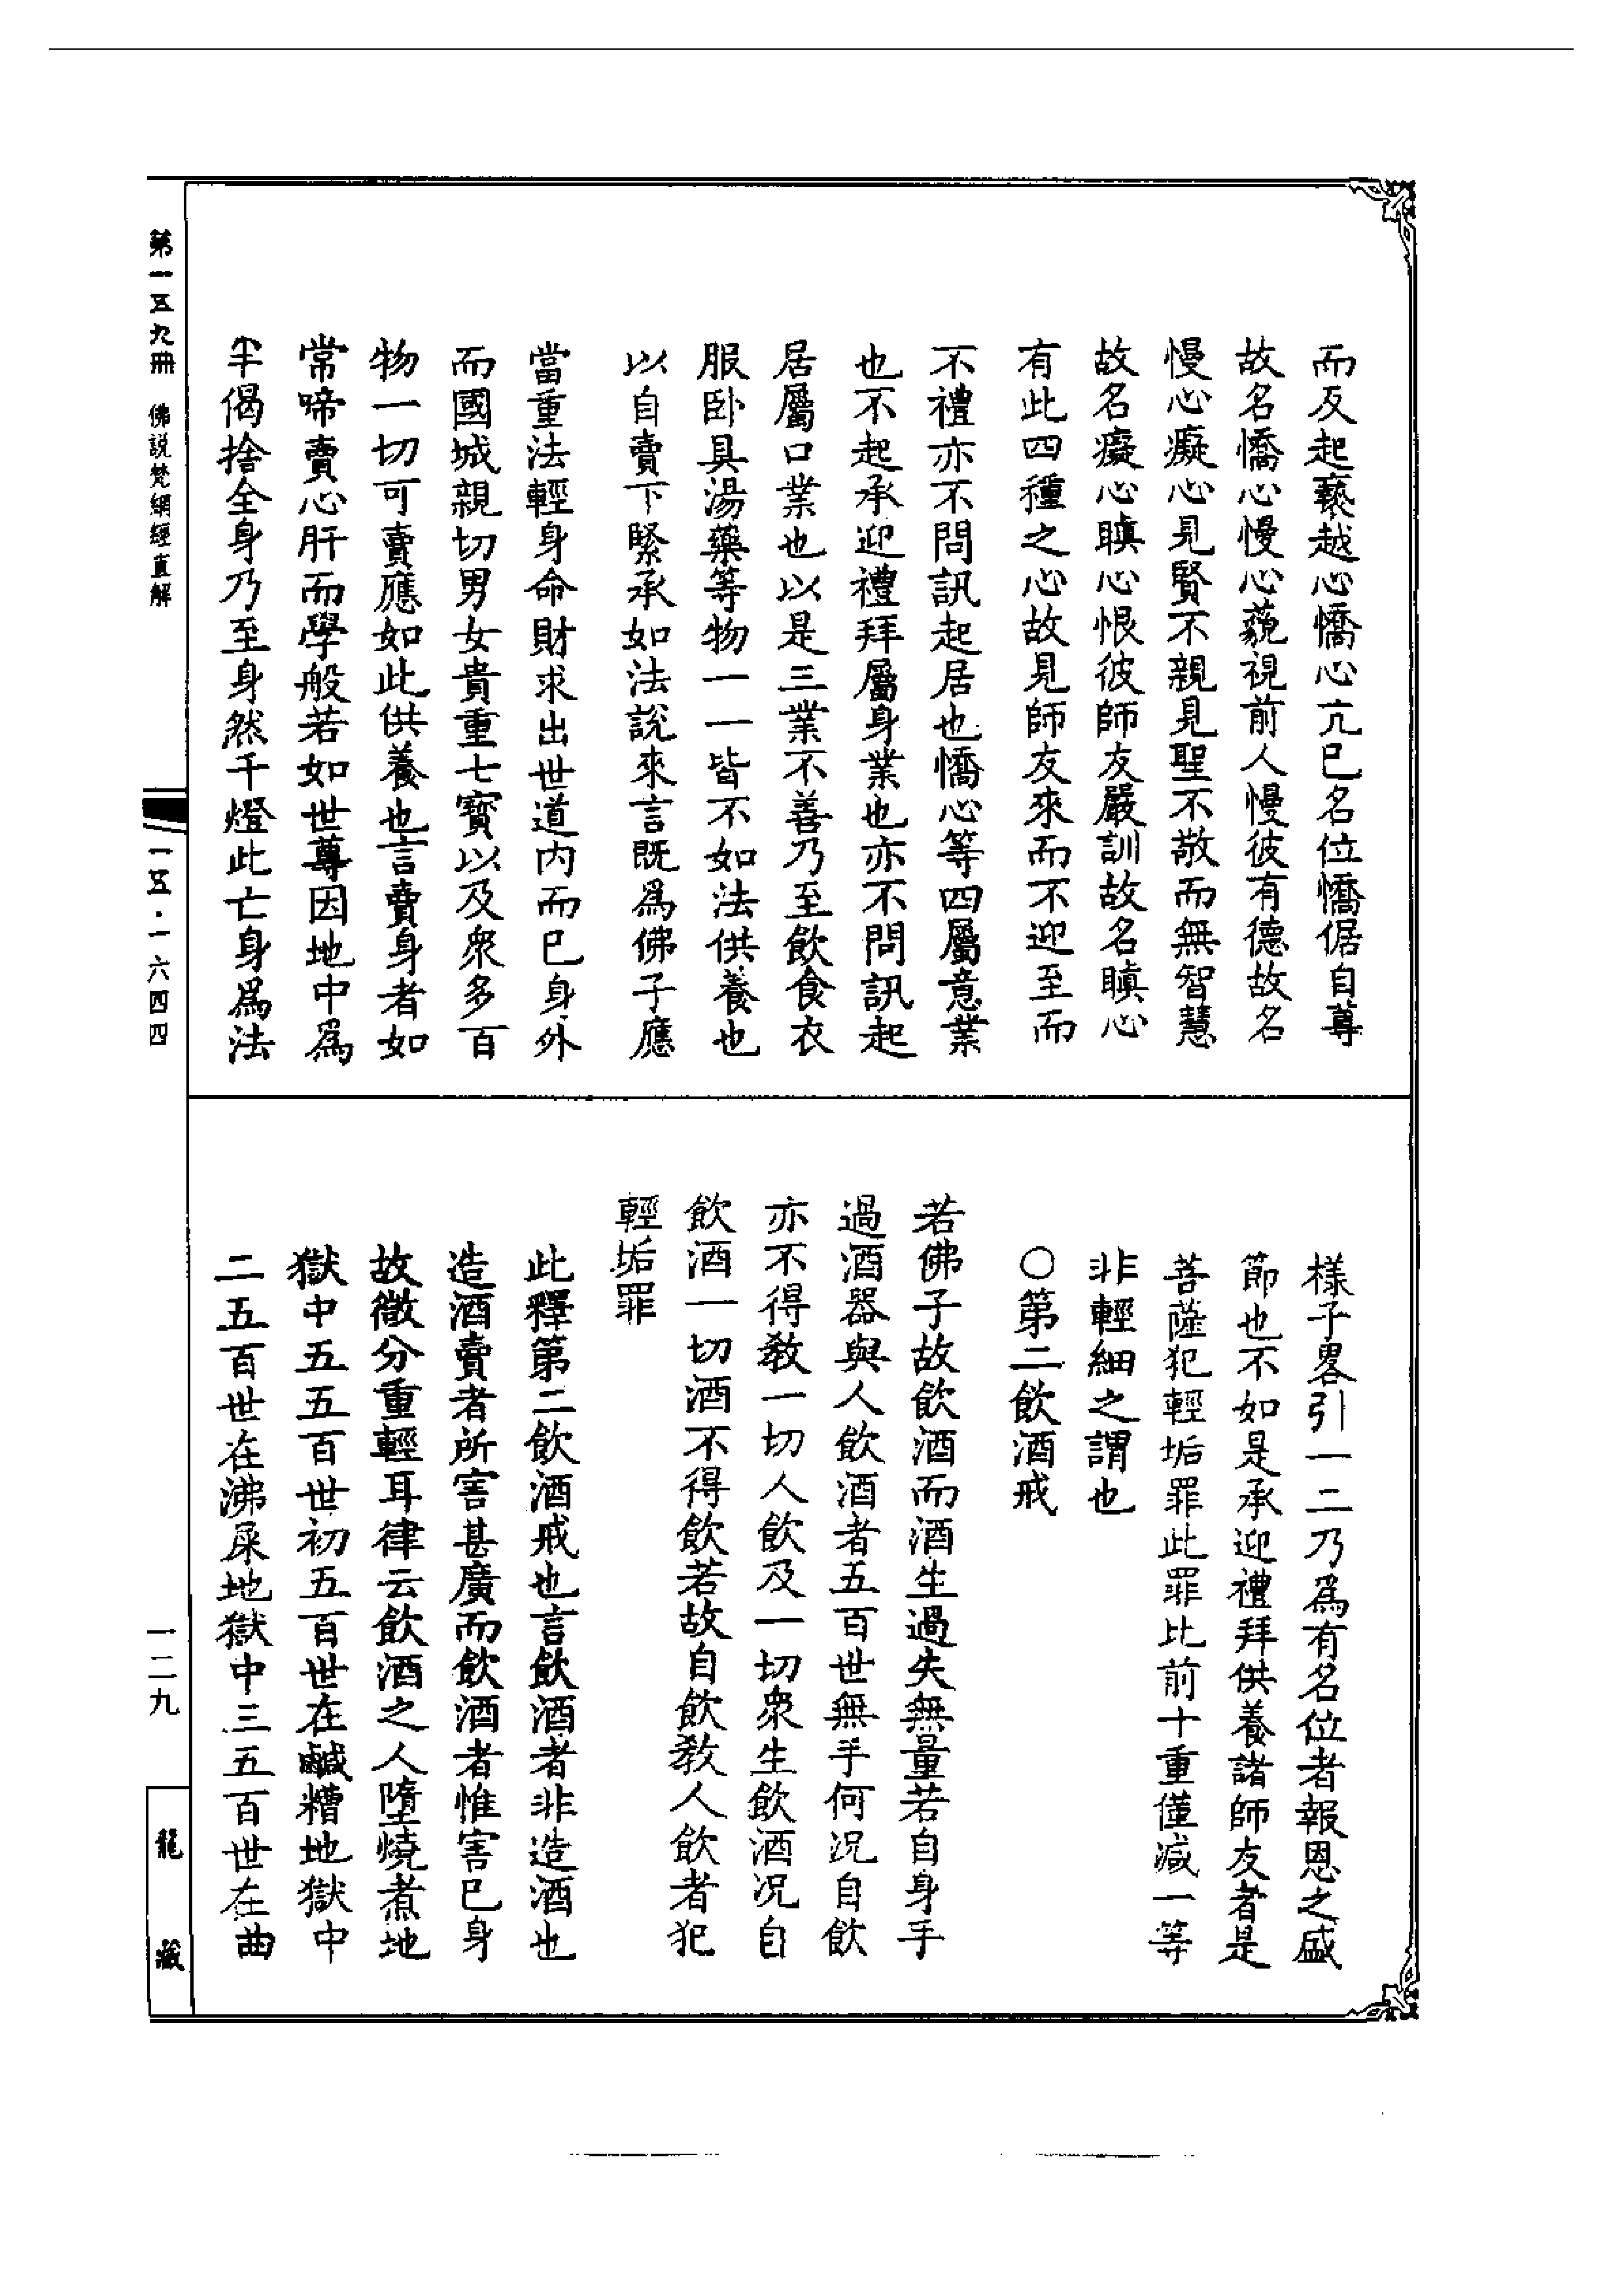 而反起褻越心憍心亢巳名位憍倨自尊
故名憍心慢心藐視前人慢彼有德故名
慢心癡心見賢不親見聖不敬而無智慧
故名癡心瞋心恨彼師友嚴訓故名瞋心
有此四種之心故見師友來而不迎至而
不禮亦不問訊起居也憍心等四屬意業
也不起承迎禮拜屬身業也亦不問訊起
居屬口業也以是三業不善乃至飲食衣
服卧具湯藥等物一一皆不如法供養也
以自賣下緊承如法說來言既爲佛子應
當重法輕身命財求出世道内而巳身外
而國城親切男女貴重七寶以及衆多百
物一切可賣應如此供養也言賣身者如
常啼賣心肝而學般若如世尊因地中爲
半偈捨全身乃至身然千燈此亡身爲法
樣子畧引一二乃爲有名位者報恩之盛
節也不如是承迎禮拜供養諸師友者是
菩薩犯輕垢罪此罪比前十重僅減一等
非輕細之謂也
○第二飲酒戒
若佛子故飲酒而酒生過失無量若自身手
過酒器與人飲酒者五百世無手何况自飲
亦不得教一切人飲及一切衆生飲酒况自
飲酒一切酒不得飲若故自飲教人飲者犯
輕垢罪
此釋第二飲酒戒也言飲酒者非造酒也
造酒賣者所害甚廣而飲酒者惟害巳身
故徵分重輕耳律云飲酒之人墮燒煮地
獄中五五百世初五百世在鹹糟地獄中
二五百世在沸屎地獄中三五百世在曲
第一五九冊 佛說梵網經直解
一五·一六四四
一二九
龍藏